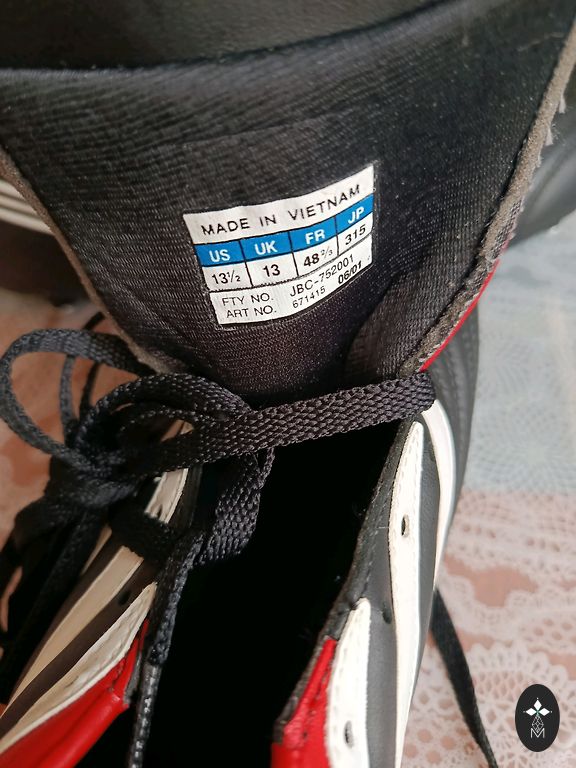 MADE IN VIETNAM
US UK FR JP
13½ 13 48⅔ 315
FTY NO. JBC-752001
ART NO. 671415 06/01
M